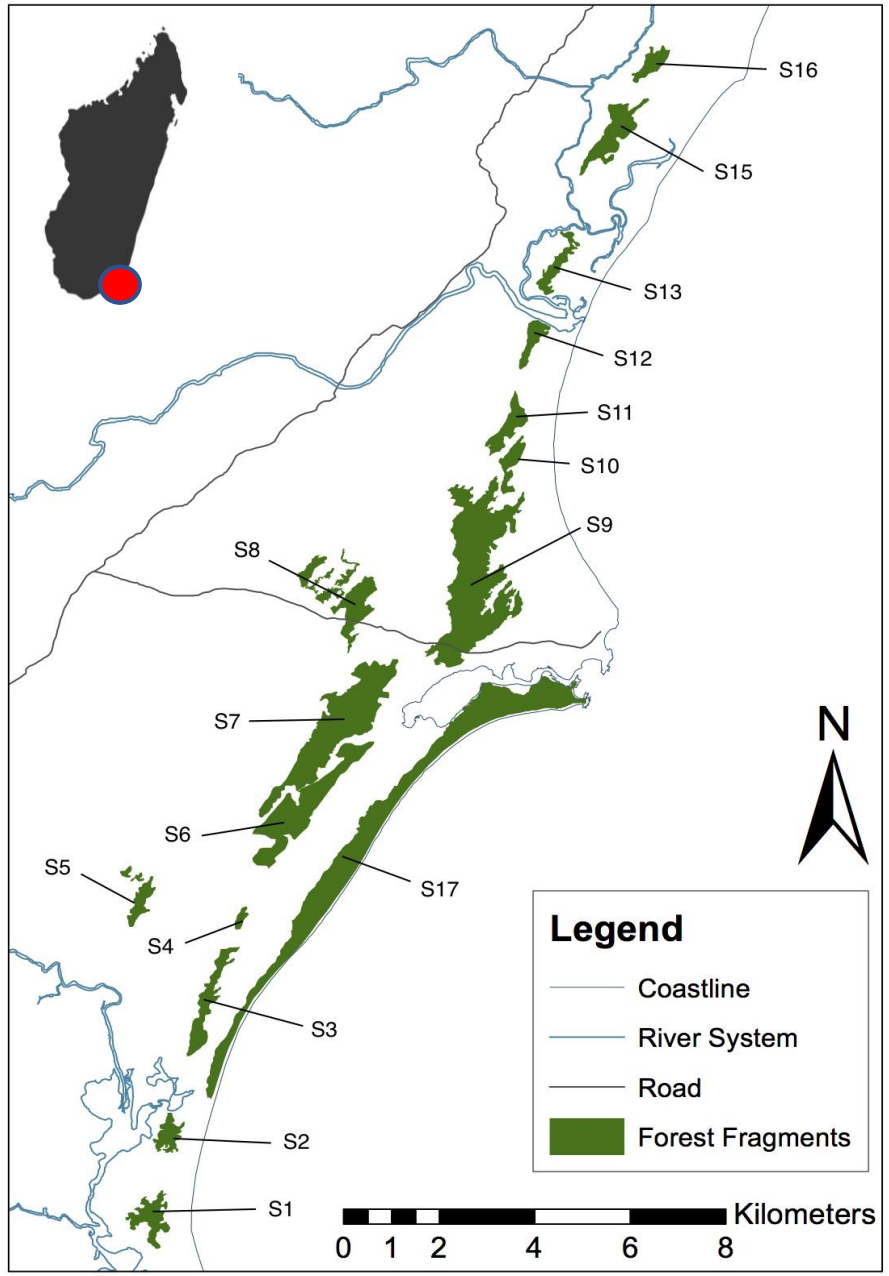 S16
S15
S13
S12
S11
S10
S9
S8
S7
S6
S5
S17
S4
S3
S2
S1
N
Legend
Coastline
River System
Road
Forest Fragments
Kilometers
0 1 2 4 6 8